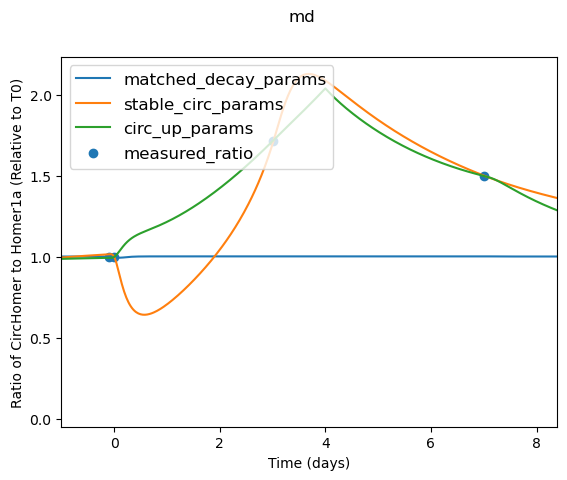 md
matched_decay_params
stable_circ_params
circ_up_params
measured_ratio
Ratio of CircHomer to Homer1a (Relative to T0)
2.0
1.5
1.0
0.5
0.0
0
2
4
6
8
Time (days)